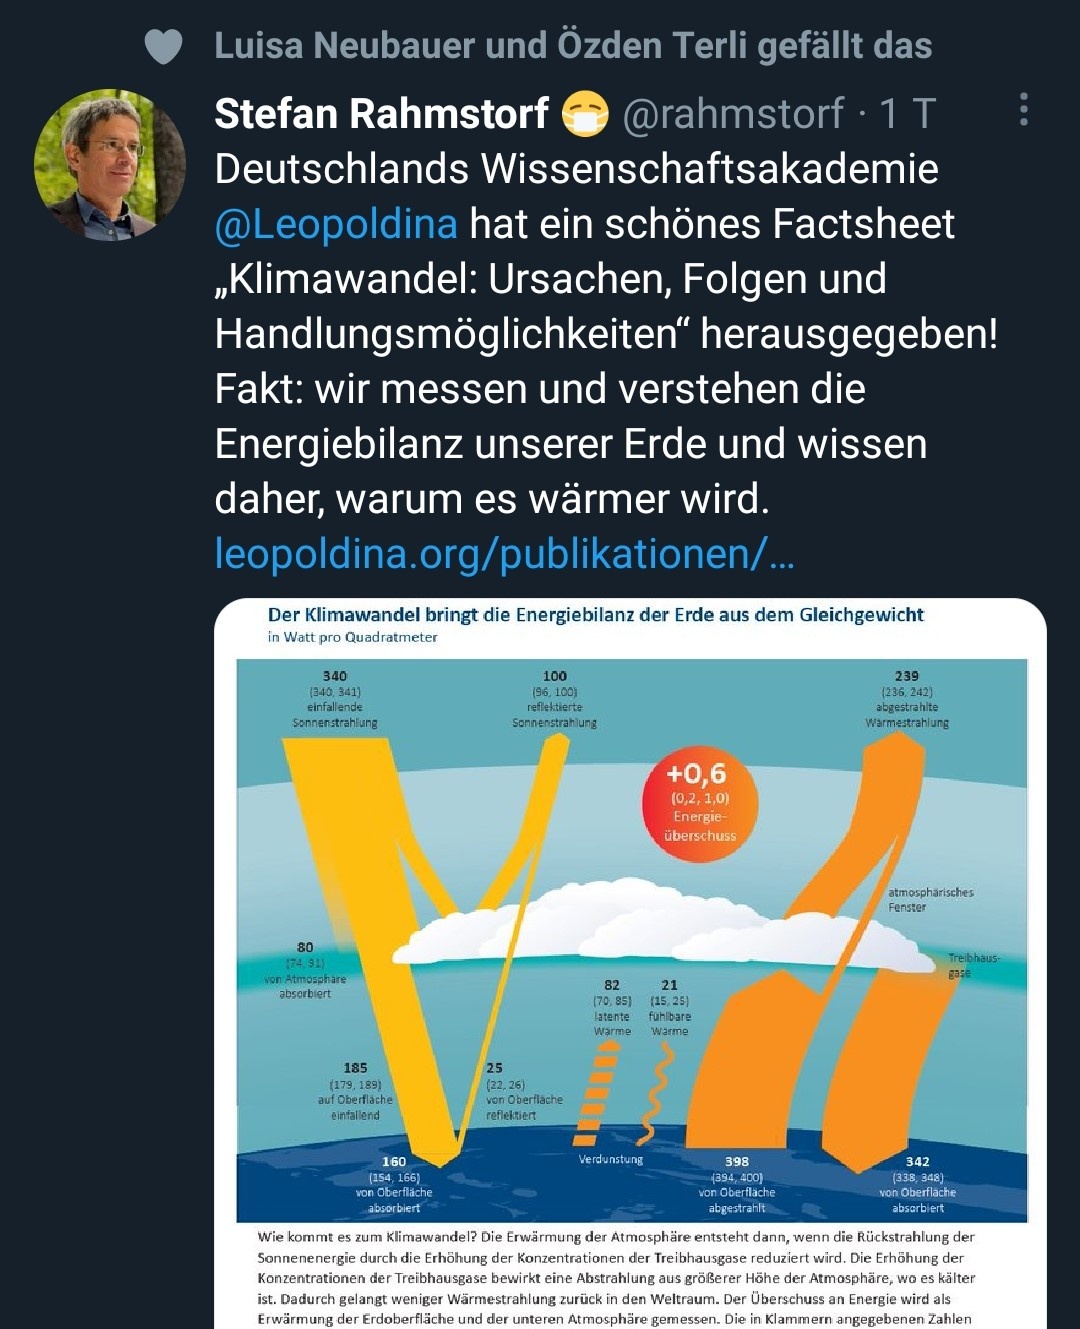 Luisa Neubauer und Özden Terli gefällt das
Stefan Rahmstorf 😷 @rahmstorf · 1 T
Deutschlands Wissenschaftsakademie
@Leopoldina hat ein schönes Factsheet
„Klimawandel: Ursachen, Folgen und
Handlungsmöglichkeiten“ herausgegeben!
Fakt: wir messen und verstehen die
Energiebilanz unserer Erde und wissen
daher, warum es wärmer wird.
leopoldina.org/publikationen/…
Der Klimawandel bringt die Energiebilanz der Erde aus dem Gleichgewicht
in Watt pro Quadratmeter
340
(340, 341)
einfallende
Sonnenstrahlung
100
(96, 100)
reflektierte
Sonnenstrahlung
239
(236, 242)
abgestrahlte
Wärmestrahlung
+0,6
(0,2, 1,0)
Energie-
überschuss
atmosphärisches
Fenster
80
(74, 91)
von Atmosphäre
absorbiert
Treibhaus-
gase
82
(70, 85)
latente
Wärme
21
(15, 25)
fühlbare
Wärme
185
(179, 189)
auf Oberfläche
einfallend
25
(22, 26)
von Oberfläche
reflektiert
160
(154, 166)
von Oberfläche
absorbiert
Verdunstung
398
(394, 400)
von Oberfläche
abgestrahlt
342
(338, 348)
von Oberfläche
absorbiert
Wie kommt es zum Klimawandel? Die Erwärmung der Atmosphäre entsteht dann, wenn die Rückstrahlung der
Sonnenenergie durch die Erhöhung der Konzentrationen der Treibhausgase reduziert wird. Die Erhöhung der
Konzentrationen der Treibhausgase bewirkt eine Abstrahlung aus größerer Höhe der Atmosphäre, wo es kälter
ist. Dadurch gelangt weniger Wärmestrahlung zurück in den Weltraum. Der Überschuss an Energie wird als
Erwärmung der Erdoberfläche und der unteren Atmosphäre gemessen. Die in Klammern angegebenen Zahlen